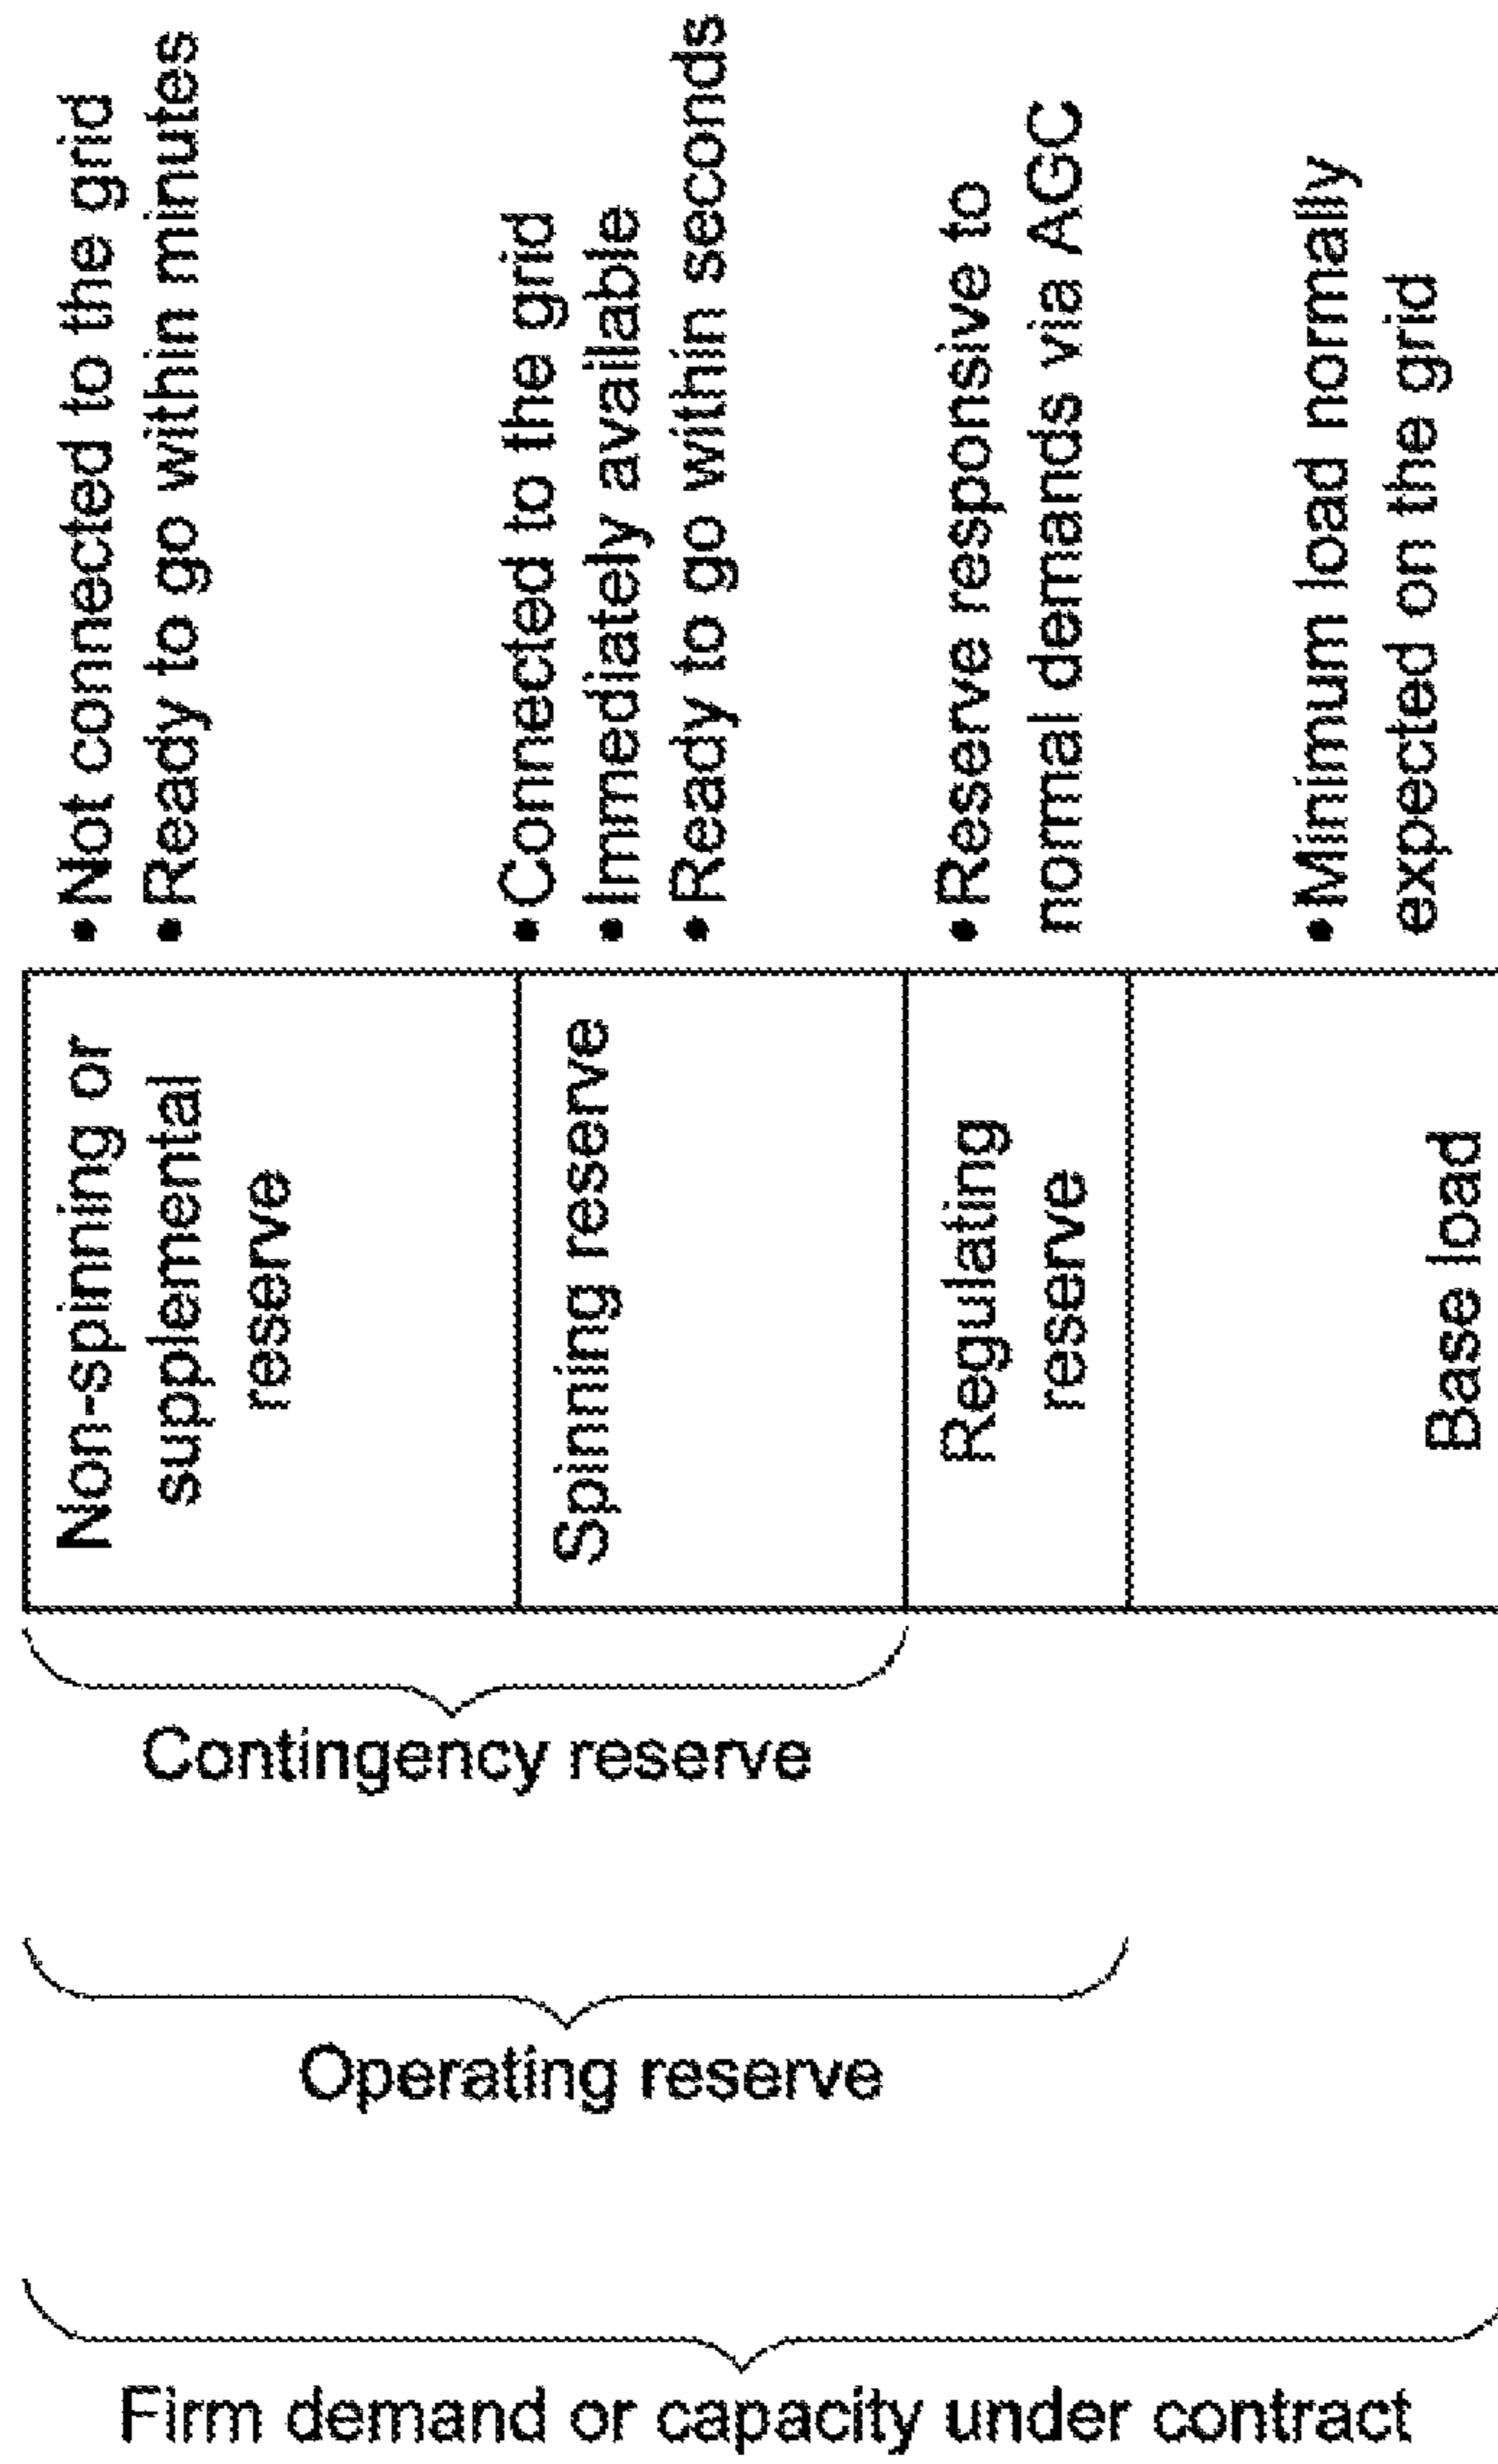 Non-spinning or
supplemental
reserve
•Not connected to the grid
•Ready to go within minutes
Spinning reserve
•Connected to the grid
•Immediately available
•Ready to go within seconds
Regulating
reserve
•Reserve responsive to
normal demands via AGC
Base load
•Minimum load normally
expected on the grid
Contingency reserve
Operating reserve
Firm demand or capacity under contract